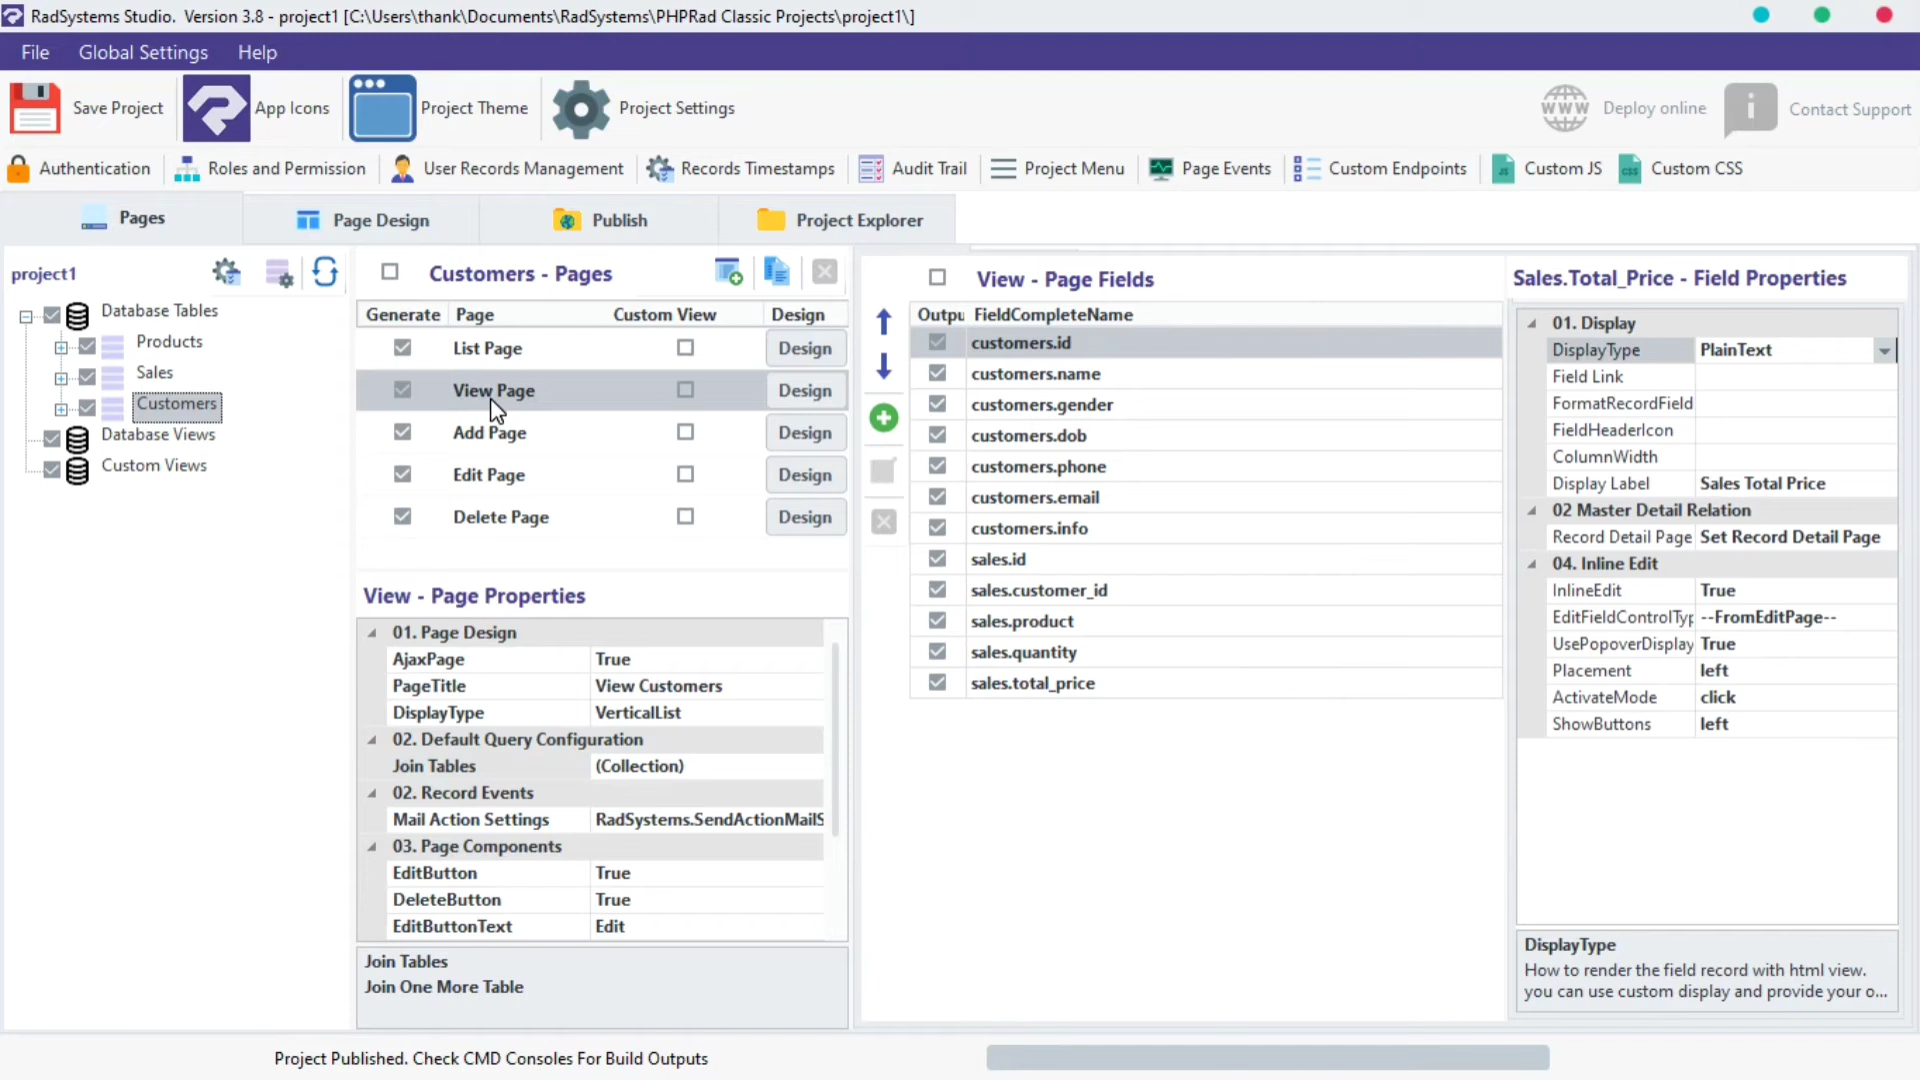 RadSystems Studio. Version 3.8 - project1 [C:\Users\thank\Documents\RadSystems\PHPRad Classic Projects\project1\]
File Global Settings Help
Save Project App Icons Project Theme Project Settings WWW Deploy online i Contact Support
Authentication Roles and Permission User Records Management Records Timestamps Audit Trail Project Menu Page Events Custom Endpoints JS Custom JS CSS Custom CSS
Pages Page Design Publish Project Explorer
project1
Database Tables
Products
Sales
Customers
Database Views
Custom Views
Customers - Pages
Generate Page Custom View Design
List Page Design
View Page Design
Add Page Design
Edit Page Design
Delete Page Design
View - Page Properties
01. Page Design
AjaxPage True
PageTitle View Customers
DisplayType VerticalList
02. Default Query Configuration
Join Tables (Collection)
02. Record Events
Mail Action Settings RadSystems.SendActionMailS
03. Page Components
EditButton True
DeleteButton True
EditButtonText Edit
Join Tables
Join One More Table
View - Page Fields
Outpu FieldCompleteName
customers.id
customers.name
customers.gender
customers.dob
customers.phone
customers.email
customers.info
sales.id
sales.customer_id
sales.product
sales.quantity
sales.total_price
Sales.Total_Price - Field Properties
01. Display
DisplayType PlainText
Field Link
FormatRecordField
FieldHeaderIcon
ColumnWidth
Display Label Sales Total Price
02 Master Detail Relation
Record Detail Page Set Record Detail Page
04. Inline Edit
InlineEdit True
EditFieldControlTyp --FromEditPage--
UsePopoverDisplay True
Placement left
ActivateMode click
ShowButtons left
DisplayType
How to render the field record with html view.
you can use custom display and provide your o...
Project Published. Check CMD Consoles For Build Outputs